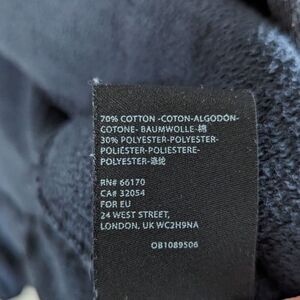 70% COTTON -COTON-ALGODÓN-
COTONE- BAUMWOLLE-棉
30% POLYESTER-POLYESTER-
POLIÉSTER-POLIESTERE-
POLYESTER-涤纶
RN# 66170
CA# 32054
FOR EU
24 WEST STREET,
LONDON, UK WC2H9NA
OB1089506